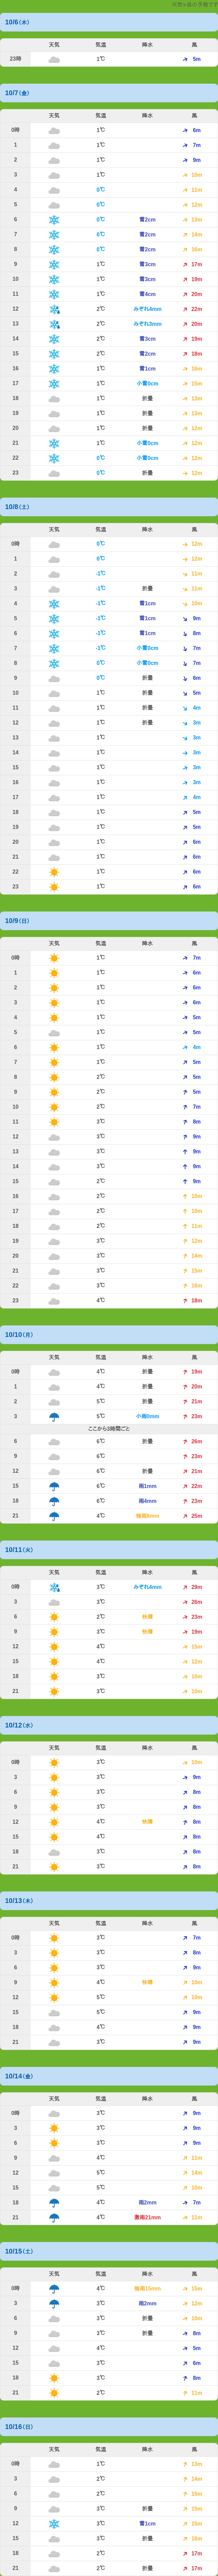 10/6(木)
天気 気温 降水 風
23時 1℃ 5m
10/7(金)
天気 気温 降水 風
0時 1℃ 6m
1 1℃ 7m
2 1℃ 9m
3 1℃ 10m
4 0℃ 11m
5 0℃ 12m
6 0℃ 雪2cm 13m
7 0℃ 雪2cm 14m
8 0℃ 雪2cm 16m
9 1℃ 雪3cm 17m
10 1℃ 雪3cm 19m
11 1℃ 雪4cm 20m
12 2℃ みぞれ4mm 22m
13 2℃ みぞれ3mm 20m
14 2℃ 雪3cm 19m
15 2℃ 雪2cm 18m
16 1℃ 雪1cm 16m
17 1℃ 小雪0cm 15m
18 1℃ 折畳 13m
19 1℃ 折畳 13m
20 1℃ 折畳 12m
21 1℃ 小雪0cm 12m
22 0℃ 小雪0cm 12m
23 0℃ 折畳 12m
10/8(土)
天気 気温 降水 風
0時 0℃ 12m
1 0℃ 12m
2 -1℃ 11m
3 -1℃ 折畳 11m
4 -1℃ 雪1cm 10m
5 -1℃ 雪1cm 9m
6 -1℃ 雪1cm 8m
7 -1℃ 小雪0cm 7m
8 0℃ 小雪0cm 7m
9 0℃ 折畳 6m
10 1℃ 折畳 5m
11 1℃ 折畳 4m
12 1℃ 折畳 3m
13 1℃ 3m
14 1℃ 3m
15 1℃ 3m
16 1℃ 3m
17 1℃ 4m
18 1℃ 5m
19 1℃ 5m
20 1℃ 6m
21 1℃ 6m
22 1℃ 6m
23 1℃ 6m
10/9(日)
天気 気温 降水 風
0時 1℃ 7m
1 1℃ 6m
2 1℃ 6m
3 1℃ 6m
4 1℃ 5m
5 1℃ 5m
6 1℃ 4m
7 1℃ 5m
8 2℃ 5m
9 2℃ 5m
10 2℃ 7m
11 3℃ 8m
12 3℃ 9m
13 3℃ 9m
14 3℃ 9m
15 2℃ 9m
16 2℃ 10m
17 2℃ 10m
18 2℃ 11m
19 3℃ 12m
20 3℃ 14m
21 3℃ 15m
22 3℃ 16m
23 4℃ 18m
10/10(月)
天気 気温 降水 風
0時 4℃ 折畳 19m
1 4℃ 折畳 20m
2 5℃ 折畳 21m
3 5℃ 小雨0mm 23m
ここから3時間ごと
6 6℃ 折畳 26m
9 6℃ 23m
12 6℃ 折畳 21m
15 6℃ 雨1mm 22m
18 6℃ 雨4mm 23m
21 4℃ 強雨8mm 25m
10/11(火)
天気 気温 降水 風
0時 3℃ みぞれ4mm 29m
3 3℃ 26m
6 2℃ 快晴 23m
9 3℃ 快晴 19m
12 4℃ 15m
15 4℃ 12m
18 4℃ 10m
21 3℃ 10m
10/12(水)
天気 気温 降水 風
0時 3℃ 10m
3 3℃ 9m
6 3℃ 8m
9 3℃ 8m
12 4℃ 快晴 8m
15 4℃ 8m
18 3℃ 8m
21 3℃ 8m
10/13(木)
天気 気温 降水 風
0時 3℃ 7m
3 3℃ 8m
6 3℃ 9m
9 4℃ 快晴 10m
12 5℃ 10m
15 5℃ 9m
18 4℃ 9m
21 3℃ 9m
10/14(金)
天気 気温 降水 風
0時 3℃ 9m
3 3℃ 9m
6 3℃ 9m
9 4℃ 11m
12 5℃ 14m
15 5℃ 10m
18 4℃ 雨2mm 7m
21 4℃ 激雨21mm 11m
10/15(土)
天気 気温 降水 風
0時 4℃ 強雨15mm 15m
3 3℃ 雨2mm 12m
6 3℃ 折畳 10m
9 3℃ 折畳 8m
12 4℃ 5m
15 3℃ 6m
18 3℃ 8m
21 2℃ 11m
10/16(日)
天気 気温 降水 風
0時 1℃ 13m
3 2℃ 14m
6 2℃ 15m
9 3℃ 折畳 15m
12 3℃ 雪1cm 15m
15 3℃ 折畳 16m
18 2℃ 17m
21 2℃ 折畳 17m